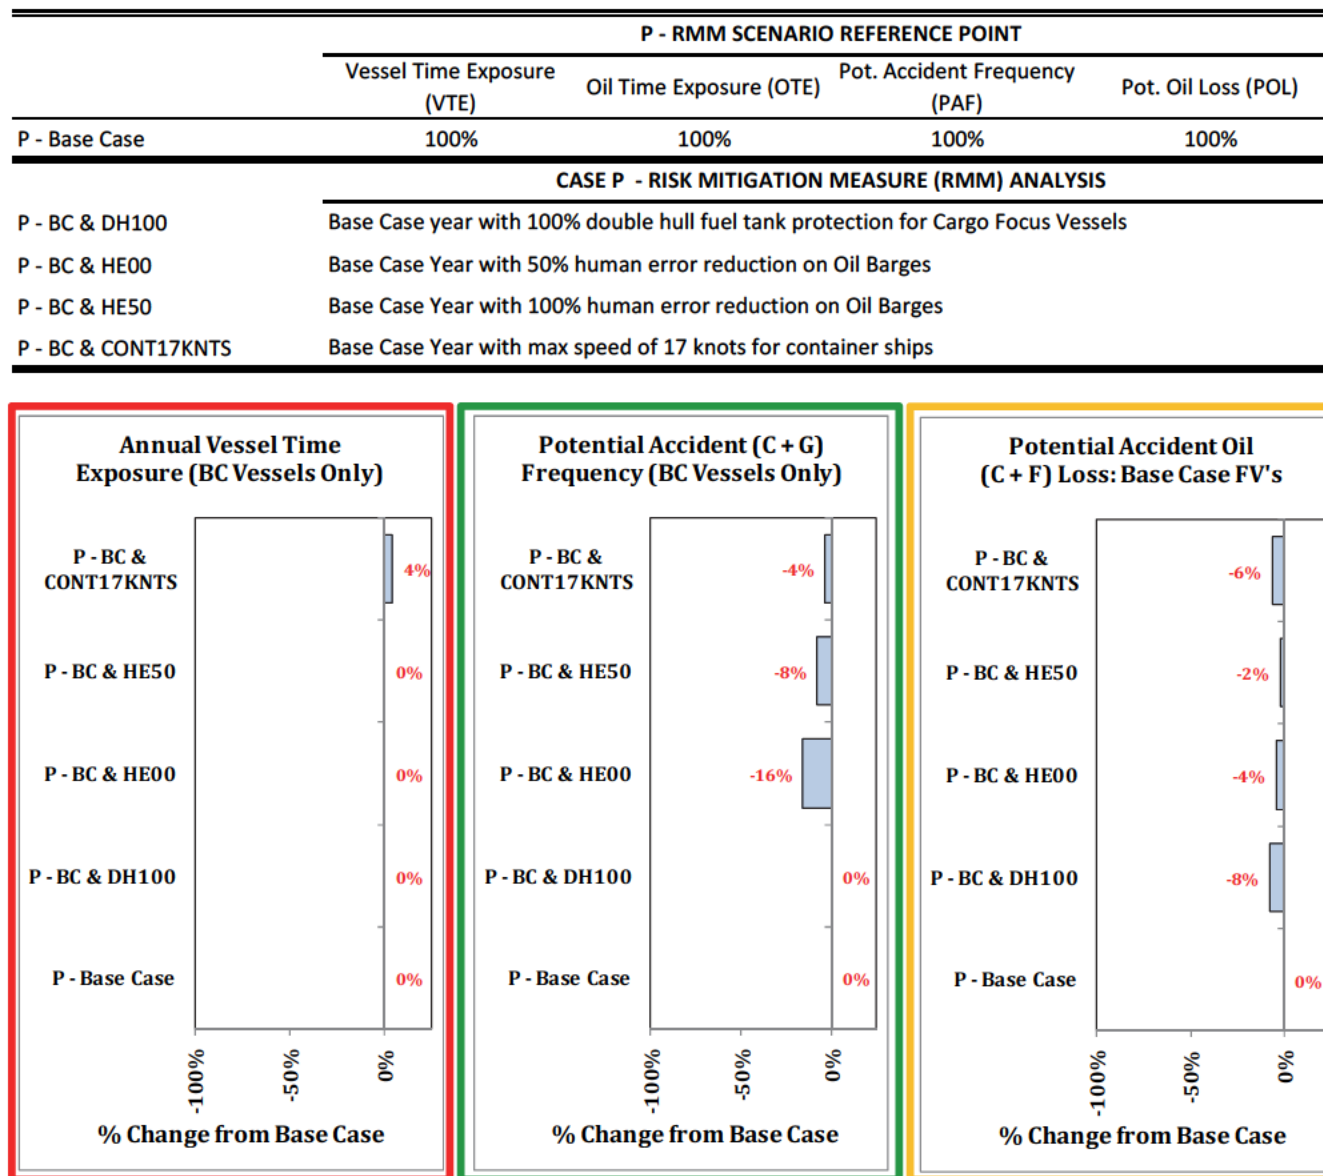 P - RMM SCENARIO REFERENCE POINT
Vessel Time Exposure (VTE) Oil Time Exposure (OTE) Pot. Accident Frequency (PAF) Pot. Oil Loss (POL)
P - Base Case 100% 100% 100% 100%
CASE P - RISK MITIGATION MEASURE (RMM) ANALYSIS
P - BC & DH100 Base Case year with 100% double hull fuel tank protection for Cargo Focus Vessels
P - BC & HE00 Base Case Year with 50% human error reduction on Oil Barges
P - BC & HE50 Base Case Year with 100% human error reduction on Oil Barges
P - BC & CONT17KNTS Base Case Year with max speed of 17 knots for container ships
Annual Vessel Time
Exposure (BC Vessels Only)
P - BC &
CONT17KNTS
4%
P - BC & HE50 0%
P - BC & HE00 0%
P - BC & DH100 0%
P - Base Case 0%
-100% -50% 0%
% Change from Base Case
Potential Accident (C + G)
Frequency (BC Vessels Only)
P - BC &
CONT17KNTS
-4%
P - BC & HE50 -8%
P - BC & HE00 -16%
P - BC & DH100 0%
P - Base Case 0%
-100% -50% 0%
% Change from Base Case
Potential Accident Oil
(C + F) Loss: Base Case FV's
P - BC &
CONT17KNTS
-6%
P - BC & HE50 -2%
P - BC & HE00 -4%
P - BC & DH100 -8%
P - Base Case 0%
-100% -50% 0%
% Change from Base Case